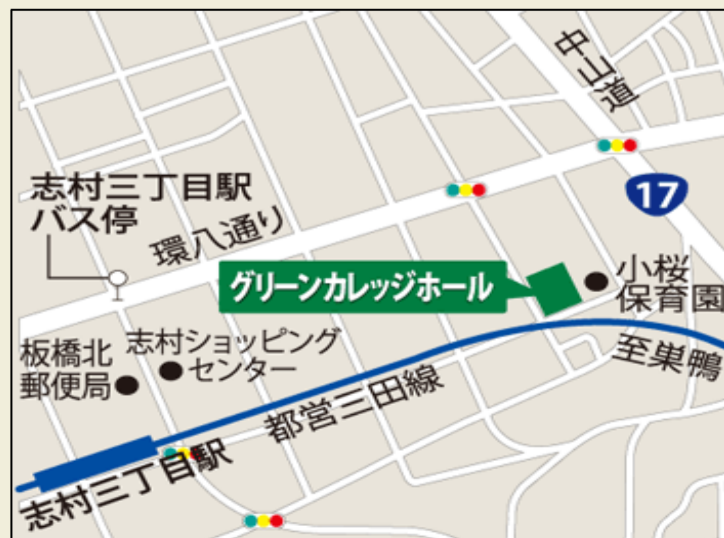 中山道
17
志村三丁目駅
バス停
環八通り
グリーンカレッジホール
小桜
保育園
板橋北
郵便局
志村ショッピング
センター
至巣鴨
都営三田線
志村三丁目駅